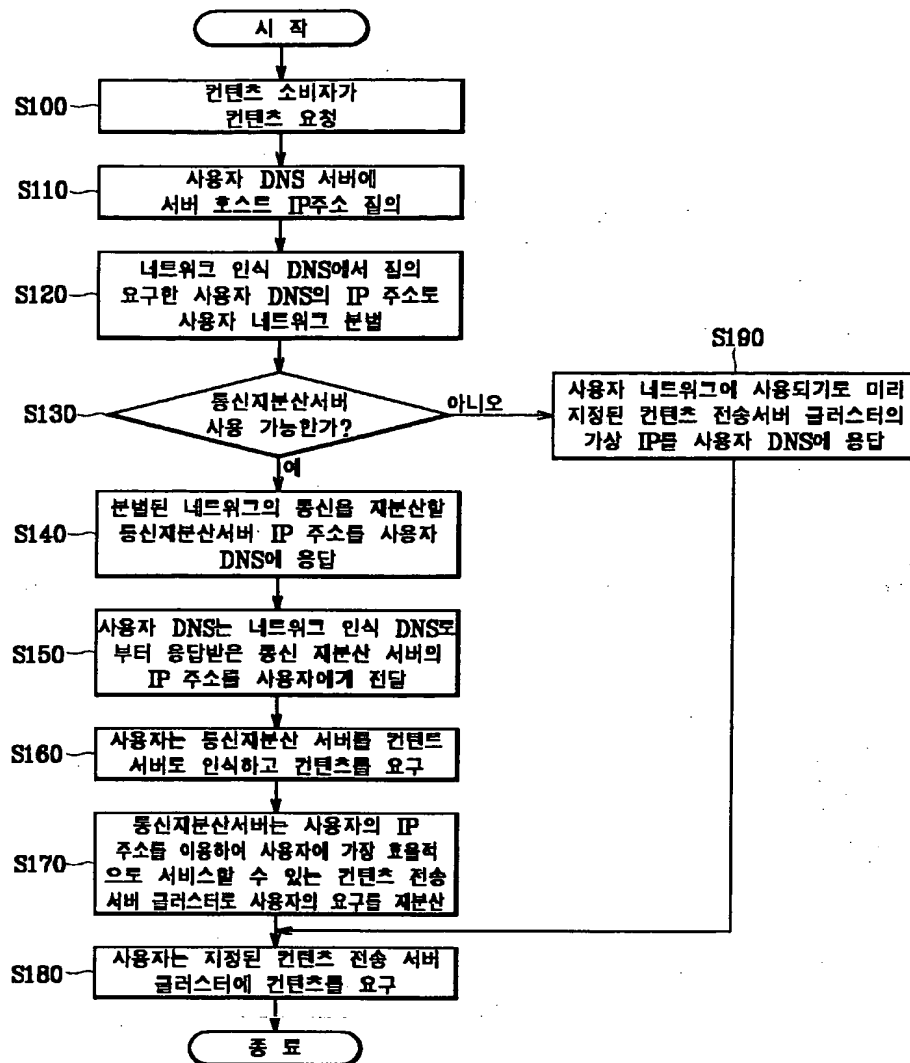 시 작
S100
컨텐츠 소비자가
컨텐츠 요청
S110
사용자 DNS 서버에
서버 호스트 IP주소 질의
S120
네트워크 인식 DNS에서 질의
요구한 사용자 DNS의 IP 주소로
사용자 네트워크 분별
S130
통신재분산서버
사용 가능한가?
아니오
예
S190
사용자 네트워크에 사용되기로 미리
지정된 컨텐츠 전송서버 클러스터의
가상 IP를 사용자 DNS에 응답
S140
분별된 네트워크의 통신을 재분산할
통신재분산서버 IP 주소를 사용자
DNS에 응답
S150
사용자 DNS는 네트워크 인식 DNS로
부터 응답받은 통신 재분산 서버의
IP 주소를 사용자에게 전달
S160
사용자는 통신재분산 서버를 컨텐트
서버로 인식하고 컨텐츠를 요구
S170
통신재분산서버는 사용자의 IP
주소를 이용하여 사용자에 가장 효율적
으로 서비스할 수 있는 컨텐츠 전송
서버 클러스터로 사용자의 요구를 재분산
S180
사용자는 지정된 컨텐츠 전송 서버
클러스터에 컨텐츠를 요구
종 료